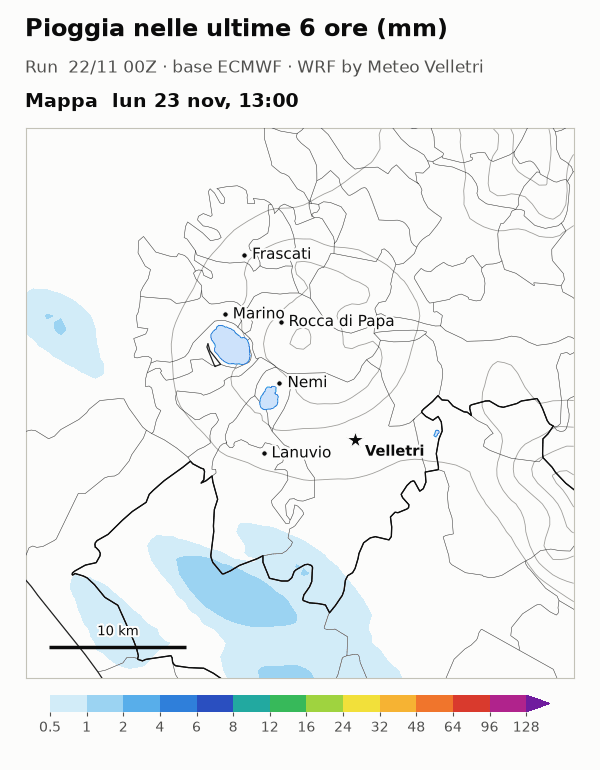 Pioggia nelle ultime 6 ore (mm)
Run  22/11 00Z · base ECMWF · WRF by Meteo Velletri
Mappa  lun 23 nov, 13:00
Frascati
Marino
Rocca di Papa
Nemi
Velletri
Lanuvio
10 km
0.5 1 2 4 6 8 12 16 24 32 48 64 96 128